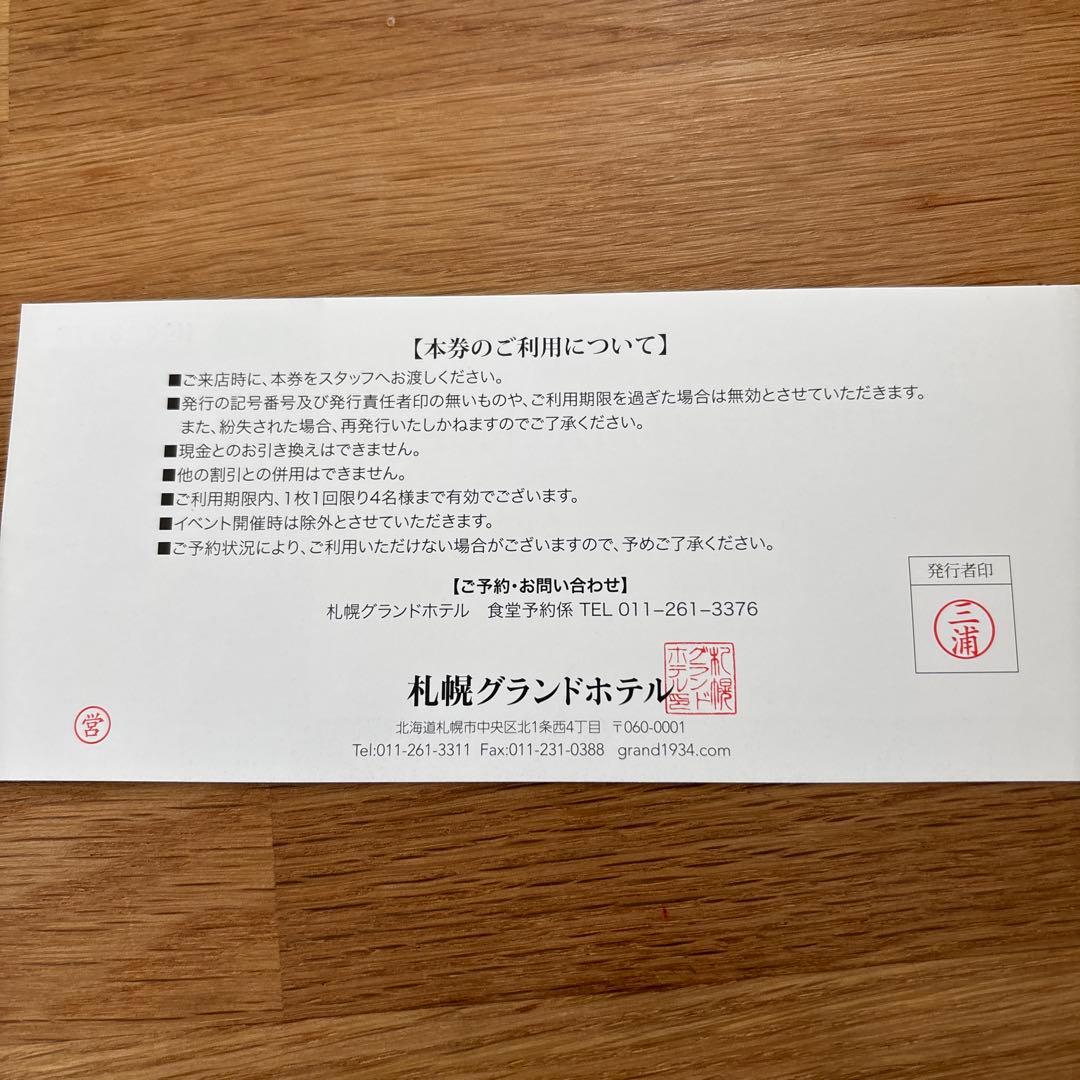 【本券のご利用について】
■ご来店時に、本券をスタッフへお渡しください。
■発行の記号番号及び発行責任者印の無いものや、ご利用期限を過ぎた場合は無効とさせていただきます。
また、紛失された場合、再発行いたしかねますのでご了承ください。
■現金とのお引き換えはできません。
■他の割引との併用はできません。
■ご利用期限内、1枚1回限り4名様まで有効でございます。
■イベント開催時は除外とさせていただきます。
■ご予約状況により、ご利用いただけない場合がございますので、予めご了承ください。
【ご予約・お問い合わせ】
札幌グランドホテル 食堂予約係 TEL 011-261-3376
発行者印
三浦
札幌グランドホテル
札幌グランドホテル印
営
北海道札幌市中央区北1条西4丁目 〒060-0001
Tel:011-261-3311 Fax:011-231-0388 grand1934.com